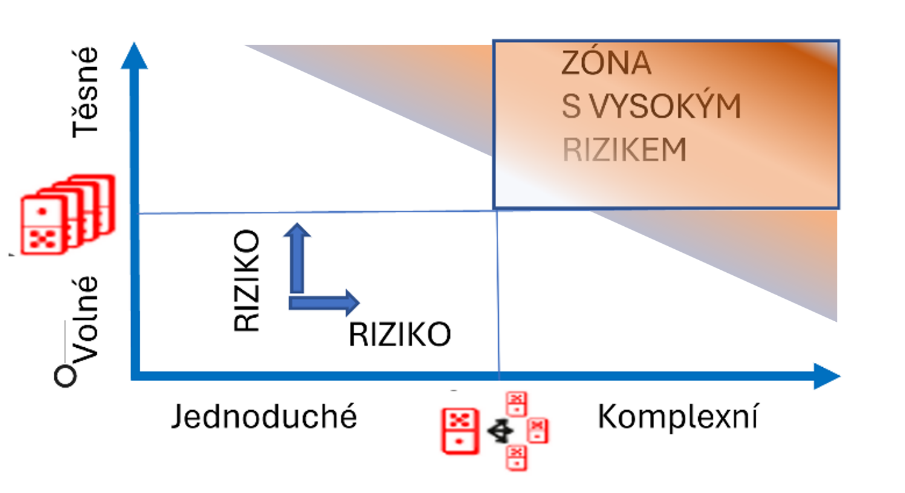 Těsné
ZÓNA
S VYSOKÝM
RIZIKEM
Volné
RIZIKO
RIZIKO
Jednoduché
Komplexní